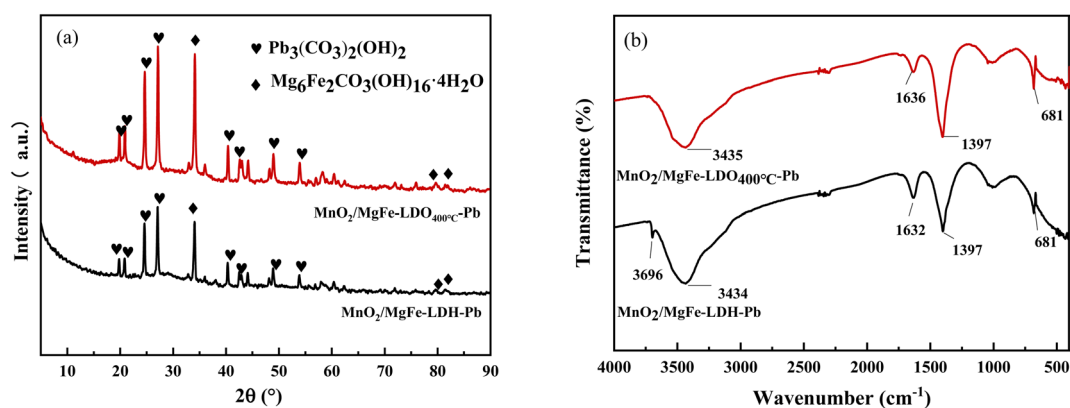 (a)
♥ Pb3(CO3)2(OH)2
♦ Mg6Fe2CO3(OH)16·4H2O
Intensity ( a.u.)
MnO2/MgFe-LDO400°C-Pb
MnO2/MgFe-LDH-Pb
10 20 30 40 50 60 70 80 90
2θ (°)
(b)
Transmittance (%)
1636
681
1397
3435
MnO2/MgFe-LDO400°C-Pb
1632
1397
681
3696
3434
MnO2/MgFe-LDH-Pb
4000 3500 3000 2500 2000 1500 1000 500
Wavenumber (cm-1)